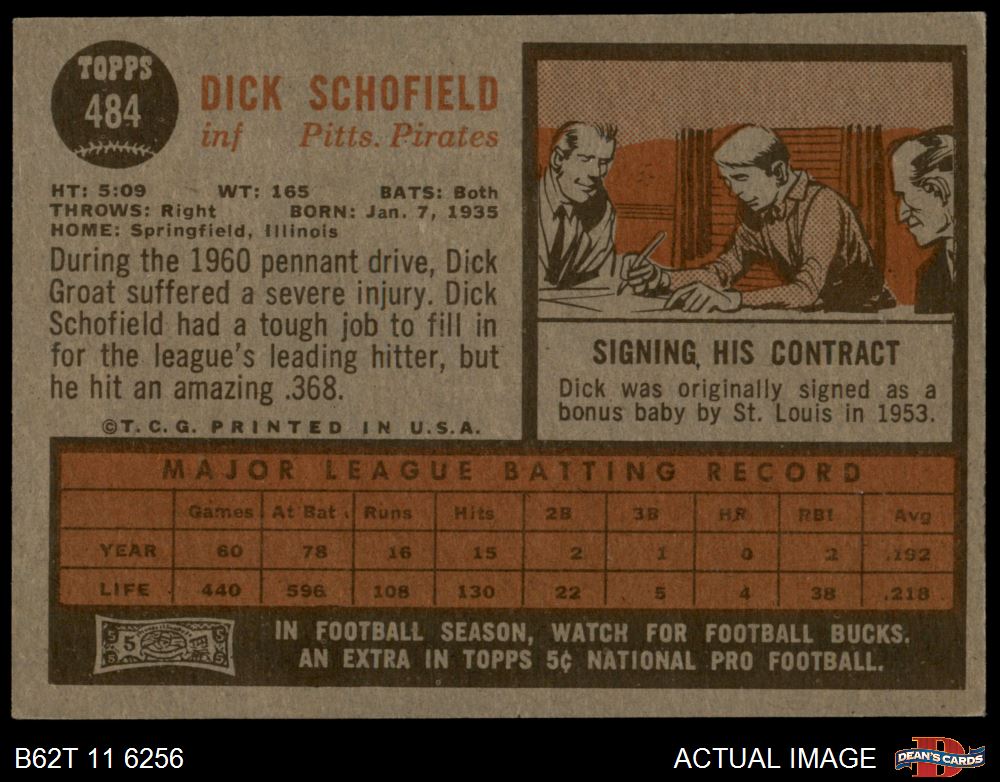 TOPPS
484
DICK SCHOFIELD
inf Pitts. Pirates
HT: 5:09 WT: 165 BATS: Both
THROWS: Right BORN: Jan. 7, 1935
HOME: Springfield, Illinois
During the 1960 pennant drive, Dick
Groat suffered a severe injury. Dick
Schofield had a tough job to fill in
for the league's leading hitter, but
he hit an amazing .368.
©T.C.G. PRINTED IN U.S.A.
SIGNING HIS CONTRACT
Dick was originally signed as a
bonus baby by St. Louis in 1953.
MAJOR LEAGUE BATTING RECORD
Games At Bat Runs Hits 2B 3B HR RBI Avg
YEAR 60 78 16 15 2 1 0 2 .192
LIFE 440 596 108 130 22 5 4 38 .218
5
IN FOOTBALL SEASON, WATCH FOR FOOTBALL BUCKS.
AN EXTRA IN TOPPS 5¢ NATIONAL PRO FOOTBALL.
B62T 11 6256
ACTUAL IMAGE
D
DEAN'S CARDS